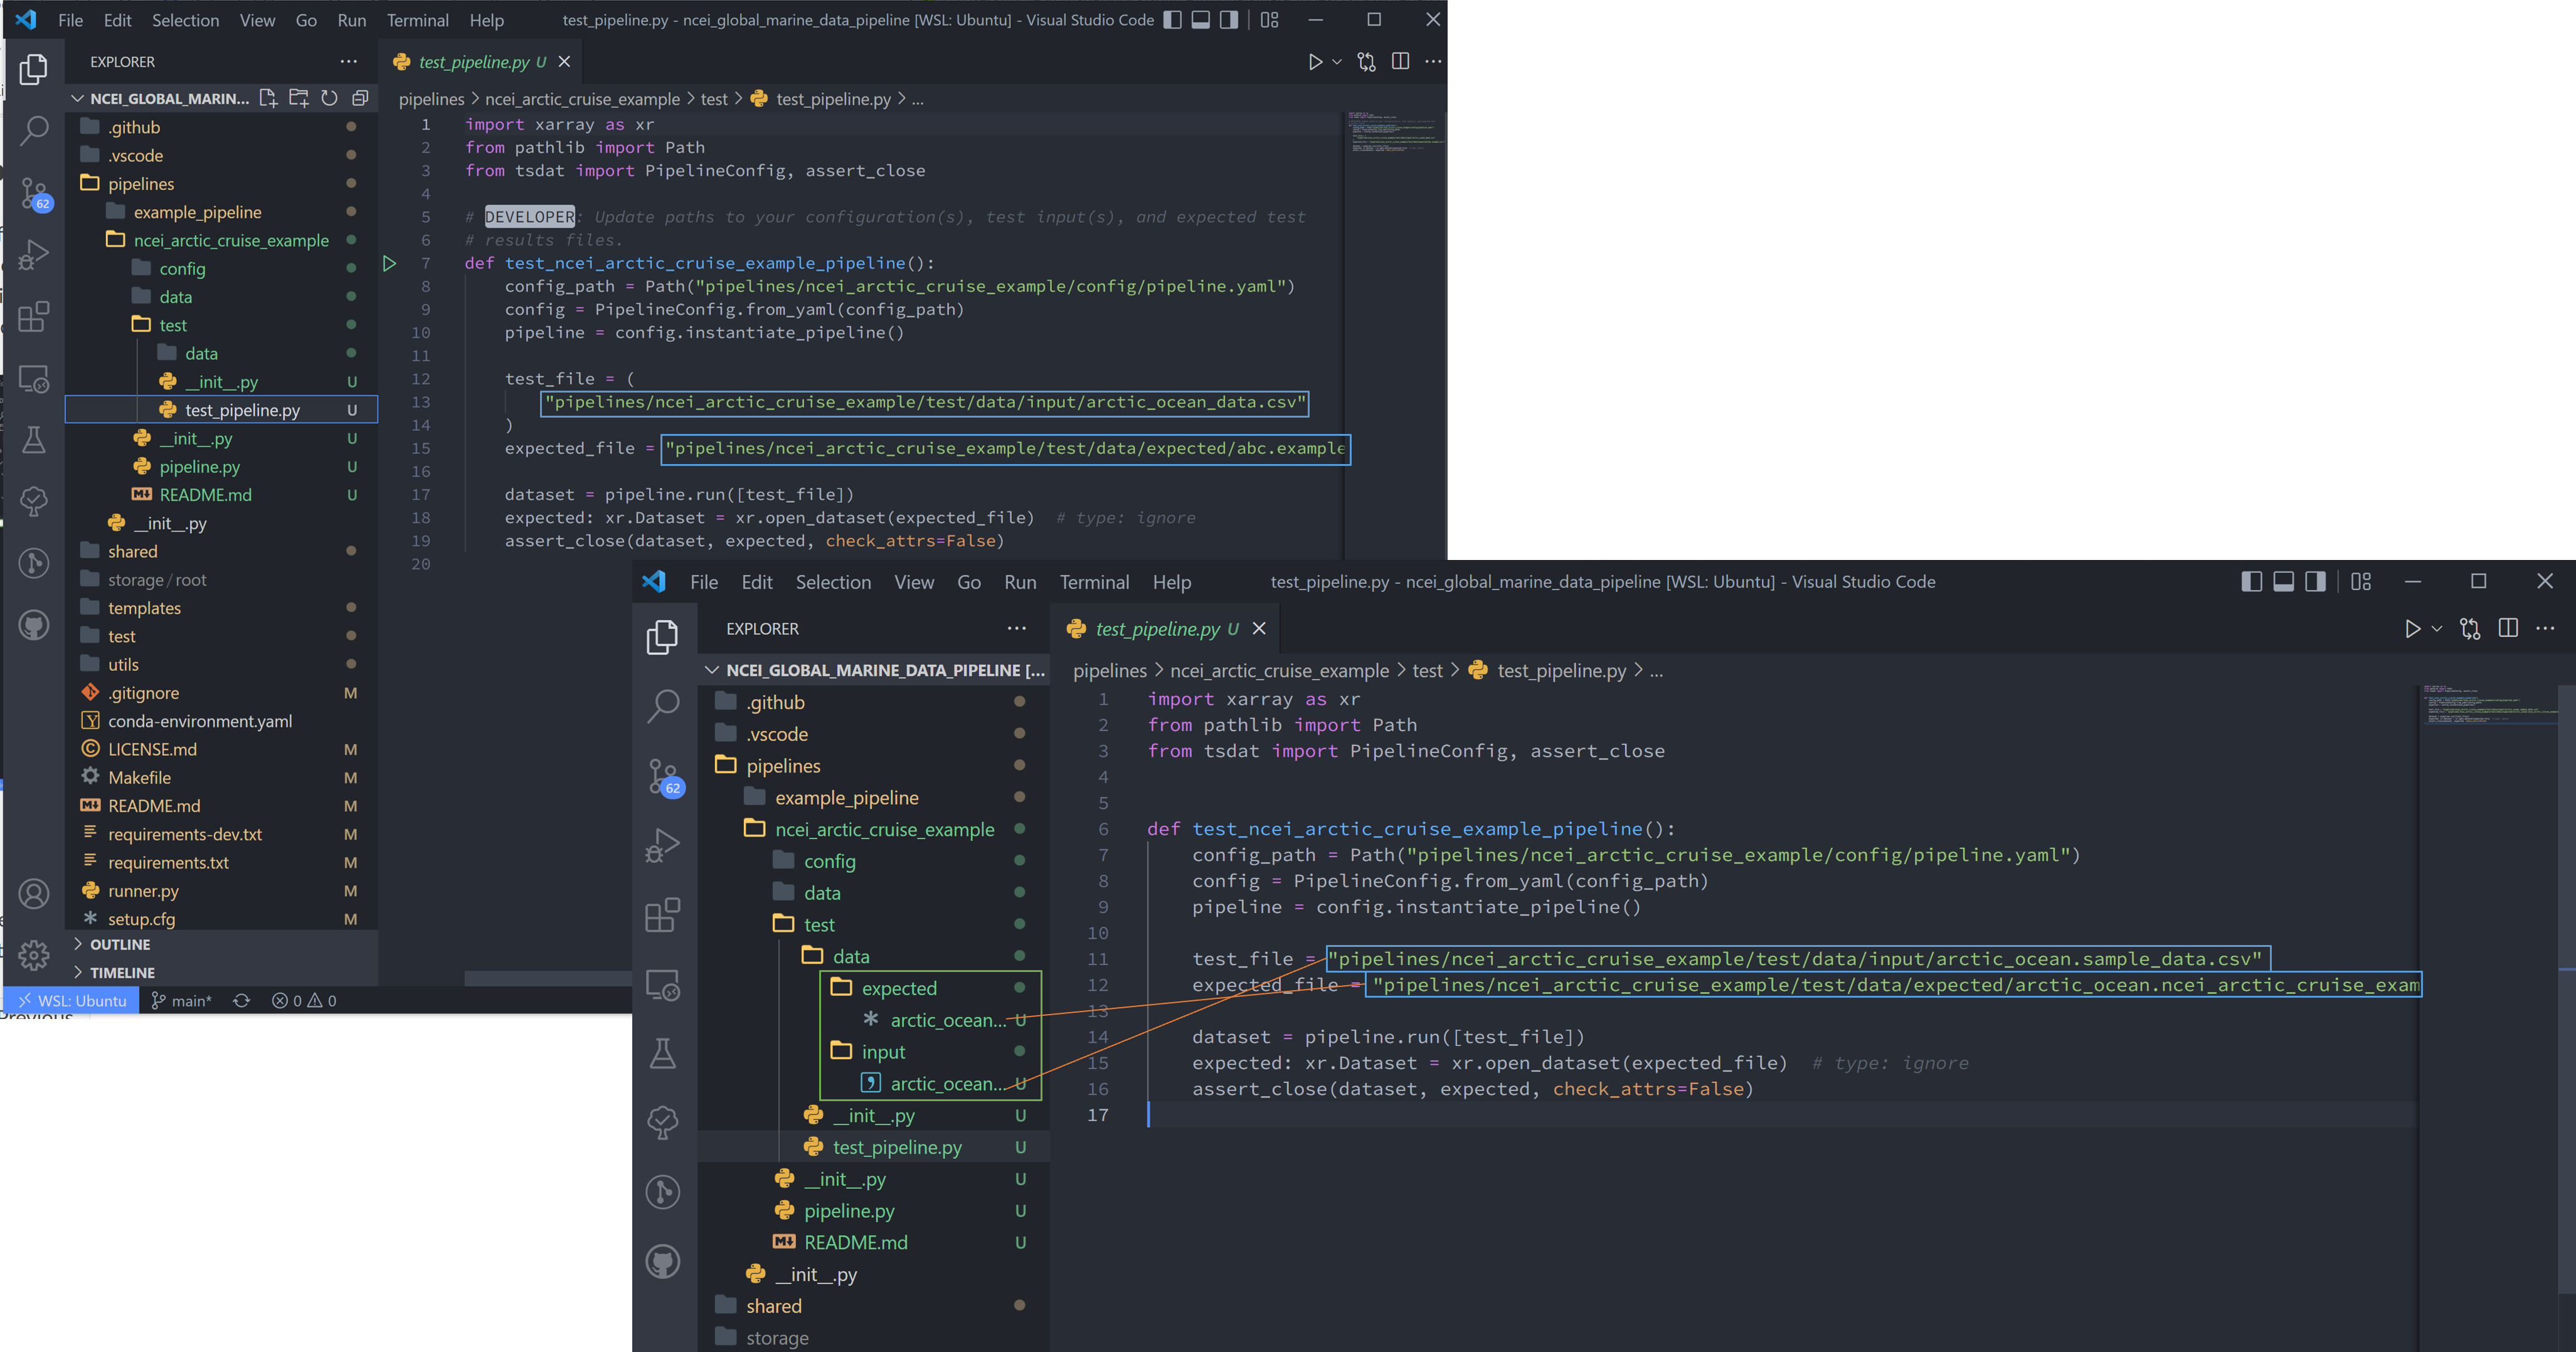 File Edit Selection View Go Run Terminal Help test_pipeline.py - ncei_global_marine_data_pipeline [WSL: Ubuntu] - Visual Studio Code
EXPLORER
NCEI_GLOBAL_MARIN...
.github
.vscode
pipelines
example_pipeline
ncei_arctic_cruise_example
config
data
test
data
__init__.py U
test_pipeline.py U
__init__.py U
pipeline.py U
README.md U
__init__.py
shared
storage / root
templates
test
utils
.gitignore M
conda-environment.yaml
LICENSE.md M
Makefile M
README.md M
requirements-dev.txt M
requirements.txt M
runner.py M
setup.cfg M
OUTLINE
TIMELINE
62
WSL: Ubuntu main* 0 0
Previous
test_pipeline.py U
pipelines > ncei_arctic_cruise_example > test > test_pipeline.py > ...
1 import xarray as xr
2 from pathlib import Path
3 from tsdat import PipelineConfig, assert_close
4
5 # DEVELOPER: Update paths to your configuration(s), test input(s), and expected test
6 # results files.
7 def test_ncei_arctic_cruise_example_pipeline():
8 config_path = Path("pipelines/ncei_arctic_cruise_example/config/pipeline.yaml")
9 config = PipelineConfig.from_yaml(config_path)
10 pipeline = config.instantiate_pipeline()
11
12 test_file = (
13 "pipelines/ncei_arctic_cruise_example/test/data/input/arctic_ocean_data.csv"
14 )
15 expected_file = "pipelines/ncei_arctic_cruise_example/test/data/expected/abc.example
16
17 dataset = pipeline.run([test_file])
18 expected: xr.Dataset = xr.open_dataset(expected_file) # type: ignore
19 assert_close(dataset, expected, check_attrs=False)
20
File Edit Selection View Go Run Terminal Help test_pipeline.py - ncei_global_marine_data_pipeline [WSL: Ubuntu] - Visual Studio Code
EXPLORER
NCEI_GLOBAL_MARINE_DATA_PIPELINE [...
.github
.vscode
pipelines
example_pipeline
ncei_arctic_cruise_example
config
data
test
data
expected
arctic_ocean... U
input
arctic_ocean... U
__init__.py U
test_pipeline.py U
__init__.py U
pipeline.py U
README.md U
__init__.py
shared
storage
62
test_pipeline.py U
pipelines > ncei_arctic_cruise_example > test > test_pipeline.py > ...
1 import xarray as xr
2 from pathlib import Path
3 from tsdat import PipelineConfig, assert_close
4
5
6 def test_ncei_arctic_cruise_example_pipeline():
7 config_path = Path("pipelines/ncei_arctic_cruise_example/config/pipeline.yaml")
8 config = PipelineConfig.from_yaml(config_path)
9 pipeline = config.instantiate_pipeline()
10
11 test_file = "pipelines/ncei_arctic_cruise_example/test/data/input/arctic_ocean.sample_data.csv"
12 expected_file = "pipelines/ncei_arctic_cruise_example/test/data/expected/arctic_ocean.ncei_arctic_cruise_exam
13
14 dataset = pipeline.run([test_file])
15 expected: xr.Dataset = xr.open_dataset(expected_file) # type: ignore
16 assert_close(dataset, expected, check_attrs=False)
17